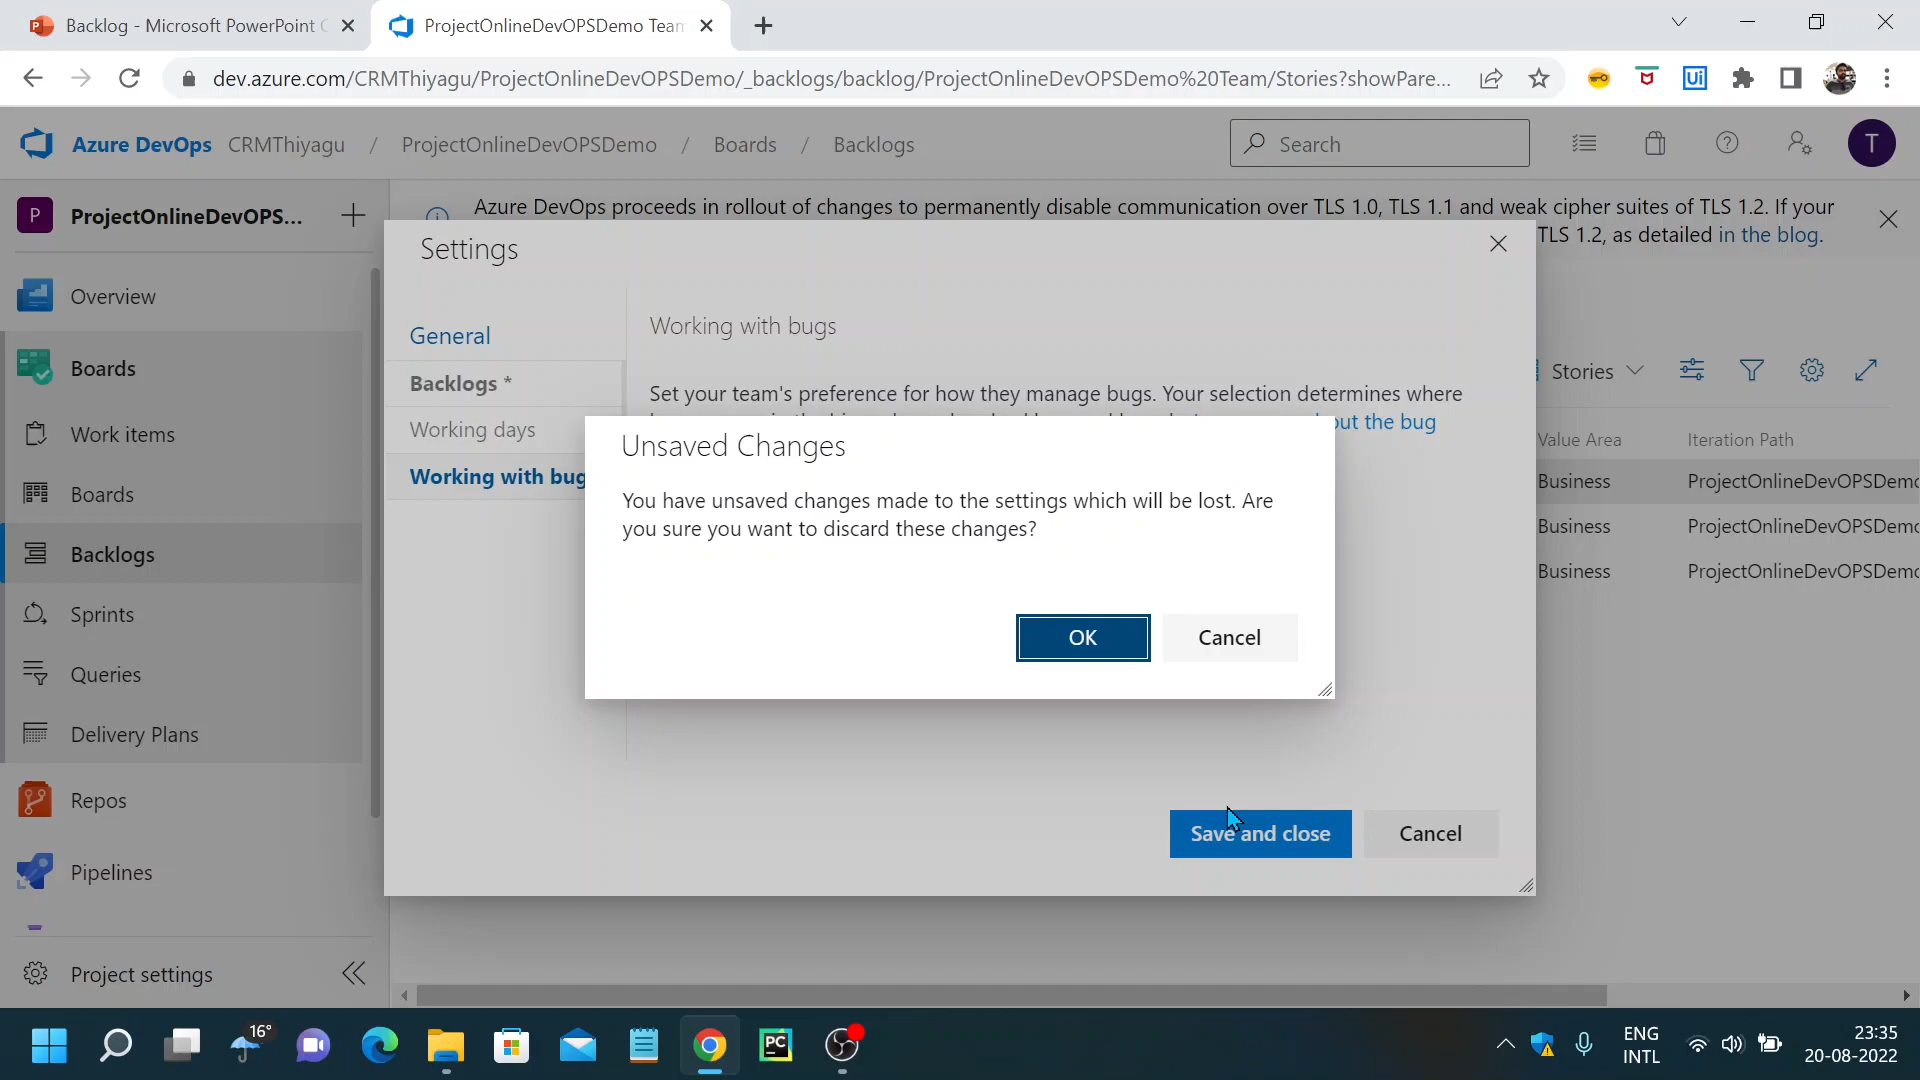 Backlog - Microsoft PowerPoint
ProjectOnlineDevOPSDemo Team
dev.azure.com/CRMThiyagu/ProjectOnlineDevOPSDemo/_backlogs/backlog/ProjectOnlineDevOPSDemo%20Team/Stories?showPare...
Azure DevOps CRMThiyagu / ProjectOnlineDevOPSDemo / Boards / Backlogs
Search
T
P ProjectOnlineDevOPS...
Azure DevOps proceeds in rollout of changes to permanently disable communication over TLS 1.0, TLS 1.1 and weak cipher suites of TLS 1.2. If your
TLS 1.2, as detailed in the blog.
Overview
Boards
Work items
Boards
Backlogs
Sprints
Queries
Delivery Plans
Repos
Pipelines
Project settings
Settings
General
Backlogs *
Working days
Working with bug
Working with bugs
Set your team's preference for how they manage bugs. Your selection determines where
out the bug
Stories
Value Area Iteration Path
Business ProjectOnlineDevOPSDemo
Business ProjectOnlineDevOPSDemo
Business ProjectOnlineDevOPSDemo
Unsaved Changes
You have unsaved changes made to the settings which will be lost. Are
you sure you want to discard these changes?
OK Cancel
Save and close Cancel
16°
PC
ENG
INTL
23:35
20-08-2022